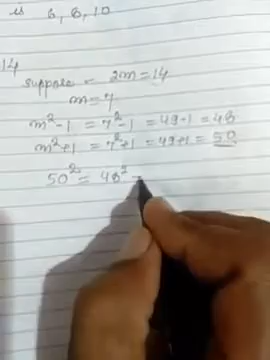 is 6, 8, 10
14
suppose = 2m = 14
m = 7
m²-1 = 7²-1 = 49-1 = 48
m²+1 = 7²+1 = 49+1 = 50
50² = 48²